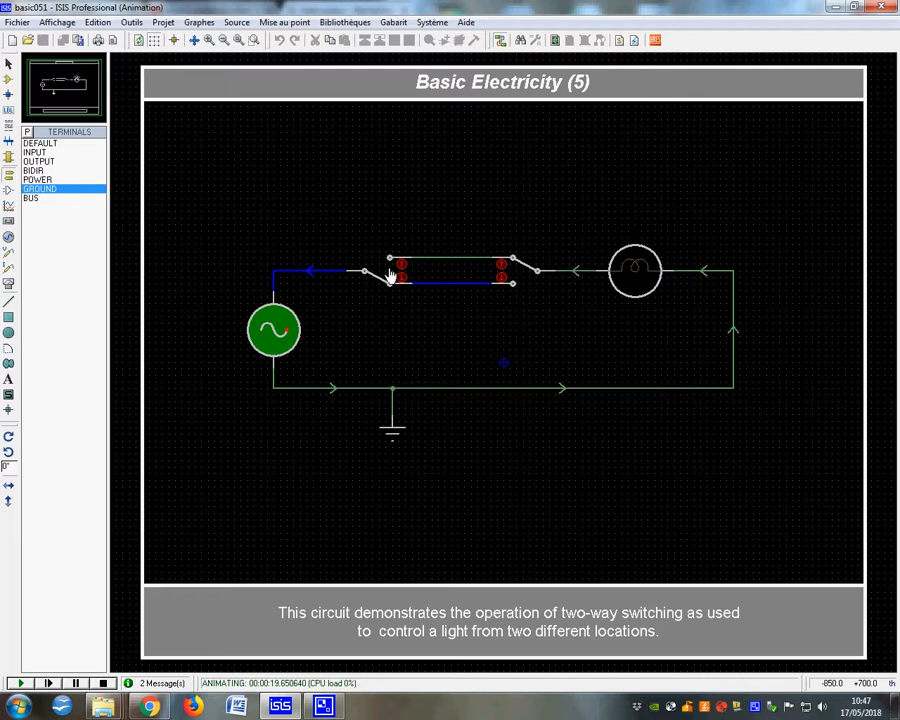 basic051 - ISIS Professional (Animation)
Fichier Affichage Edition Outils Projet Graphes Source Mise au point Bibliothèques Gabarit Système Aide
P TERMINALS
DEFAULT
INPUT
OUTPUT
BIDIR
POWER
GROUND
BUS
Basic Electricity (5)
This circuit demonstrates the operation of two-way switching as used
to control a light from two different locations.
2 Message(s) ANIMATING: 00:00:19.650640 (CPU load 0%) -850.0 +700.0 th
10:47
17/05/2018